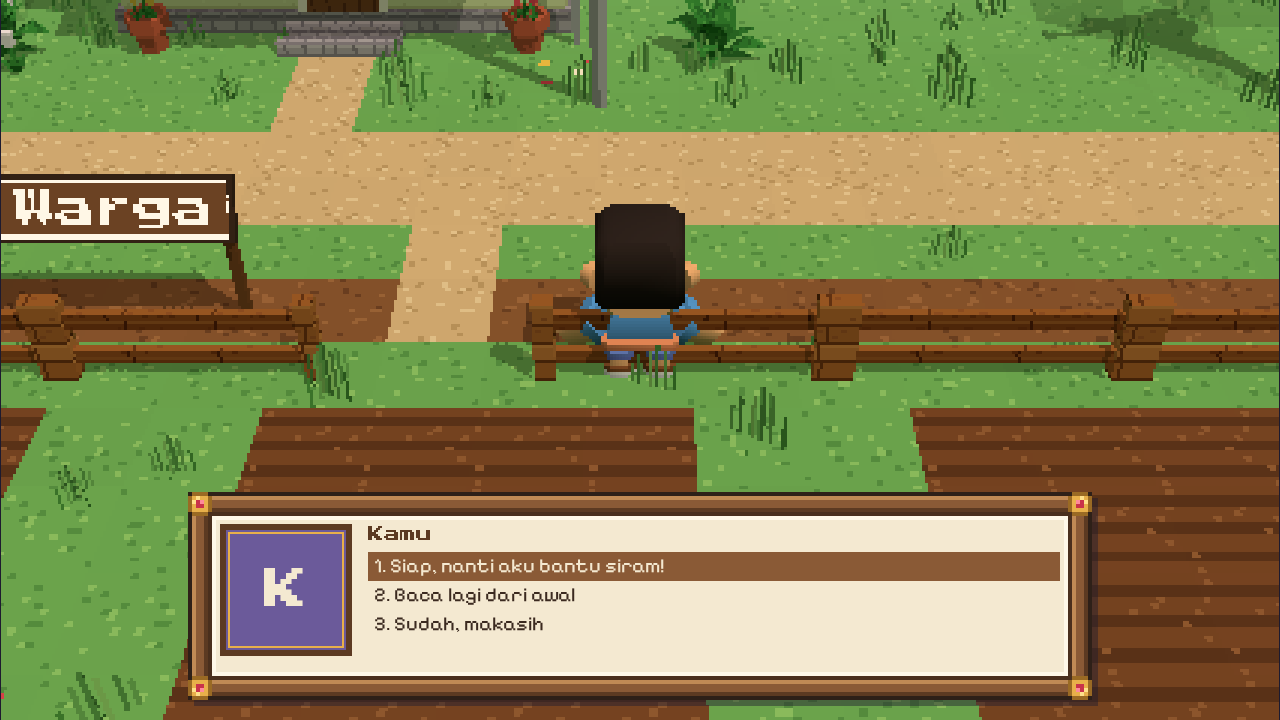 Warga
K
Kamu
1. Siap, nanti aku bantu siram!
2. Baca lagi dari awal
3. Sudah, makasih